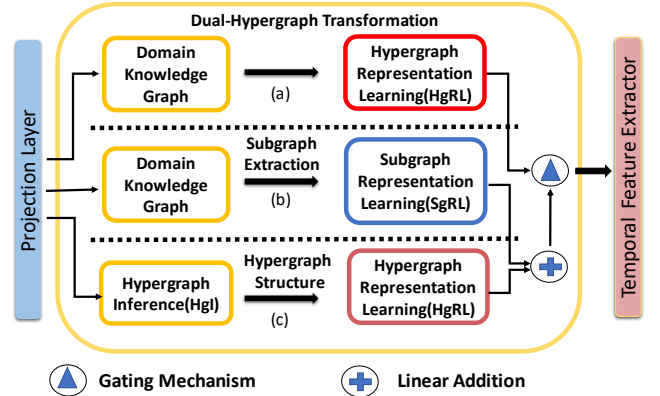 Dual-Hypergraph Transformation
Projection Layer
Domain
Knowledge
Graph
(a)
Hypergraph
Representation
Learning(HgRL)
Domain
Knowledge
Graph
Subgraph
Extraction
(b)
Subgraph
Representation
Learning(SgRL)
Hypergraph
Inference(HgI)
Hypergraph
Structure
(c)
Hypergraph
Representation
Learning(HgRL)
Temporal Feature Extractor
Gating Mechanism
Linear Addition